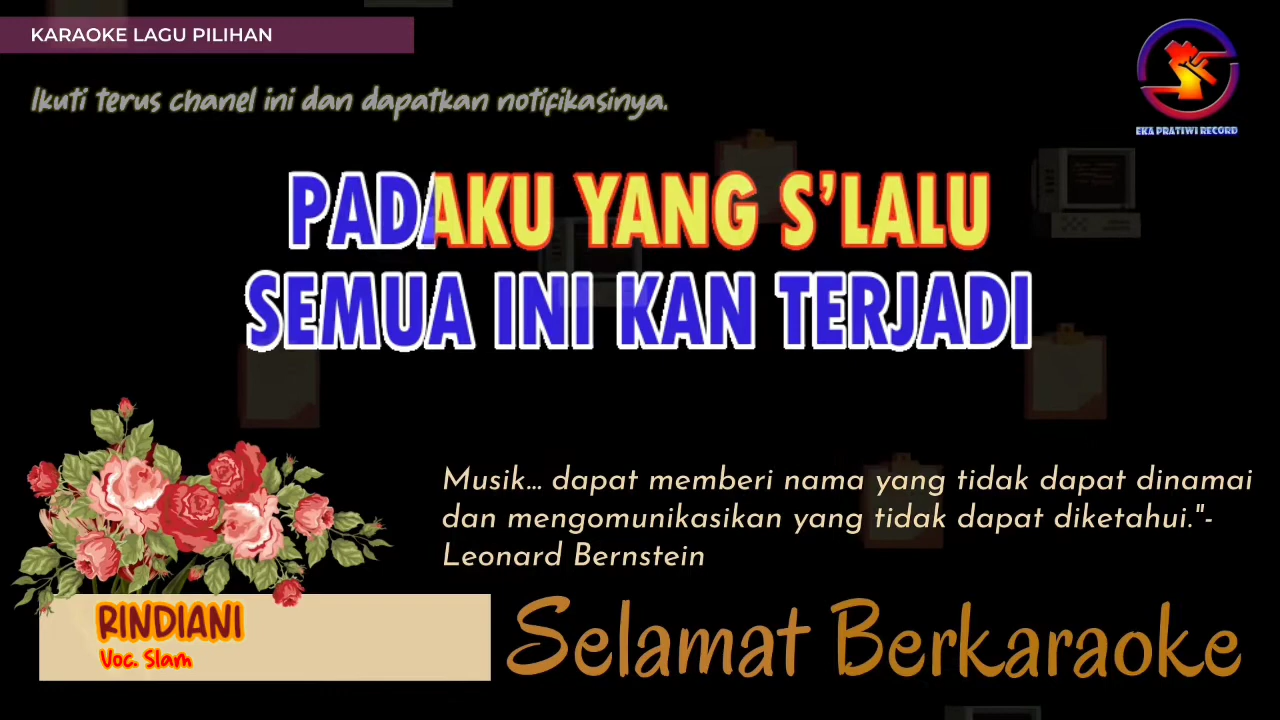 KARAOKE LAGU PILIHAN
EKA PRATIWI RECORD
Ikuti terus chanel ini dan dapatkan notifikasinya.
PADAKU YANG S'LALU
SEMUA INI KAN TERJADI
Musik... dapat memberi nama yang tidak dapat dinamai
dan mengomunikasikan yang tidak dapat diketahui."-
Leonard Bernstein
RINDIANI
Voc. Slam
Selamat Berkaraoke